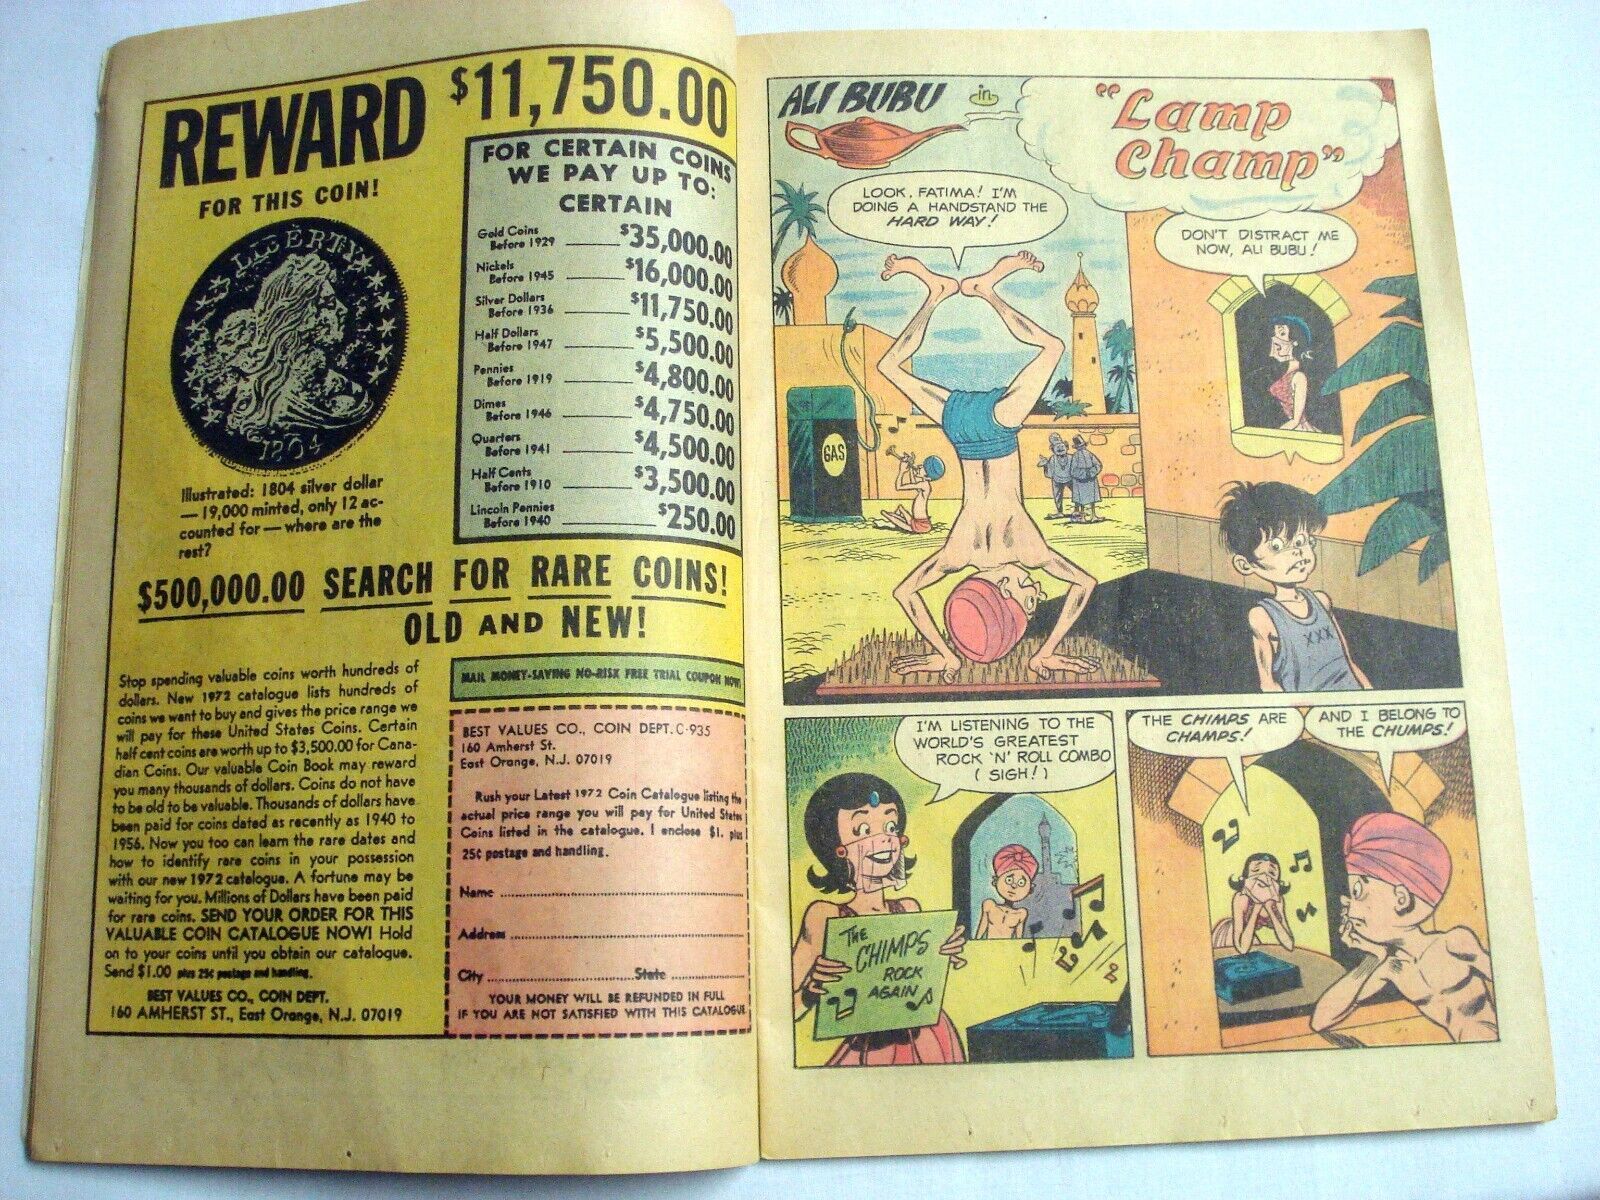 REWARD
FOR THIS COIN!
$11,750.00
LIBERTY
1804
Illustrated: 1804 silver dollar
— 19,000 minted, only 12 ac-
counted for — where are the
rest?
FOR CERTAIN COINS
WE PAY UP TO:
CERTAIN
Gold Coins
Before 1929 $35,000.00
Nickels
Before 1945 $16,000.00
Silver Dollars
Before 1936 $11,750.00
Half Dollars
Before 1947 $5,500.00
Pennies
Before 1919 $4,800.00
Dimes
Before 1946 $4,750.00
Quarters
Before 1941 $4,500.00
Half Cents
Before 1910 $3,500.00
Lincoln Pennies
Before 1940 $250.00
$500,000.00 SEARCH FOR RARE COINS!
OLD AND NEW!
Stop spending valuable coins worth hundreds of
dollars. New 1972 catalogue lists hundreds of
coins we want to buy and gives the price range we
will pay for these United States Coins. Certain
half cent coins are worth up to $3,500.00 for Cana-
dian Coins. Our valuable Coin Book may reward
you many thousands of dollars. Coins do not have
to be old to be valuable. Thousands of dollars have
been paid for coins dated as recently as 1940 to
1956. Now you too can learn the rare dates and
how to identify rare coins in your possession
with our new 1972 catalogue. A fortune may be
waiting for you. Millions of Dollars have been paid
for rare coins. SEND YOUR ORDER FOR THIS
VALUABLE COIN CATALOGUE NOW! Hold
on to your coins until you obtain our catalogue.
Send $1.00 plus 25¢ postage and handling.
BEST VALUES CO., COIN DEPT.
160 AMHERST ST., East Orange, N.J. 07019
MAIL MONEY-SAVING NO-RISK FREE TRIAL COUPON NOW!
BEST VALUES CO., COIN DEPT. C-935
160 Amherst St.
East Orange, N.J. 07019
Rush your Latest 1972 Coin Catalogue listing the
actual price range you will pay for United States
Coins listed in the catalogue. I enclose $1. plus
25¢ postage and handling.
Name
Address
City State
YOUR MONEY WILL BE REFUNDED IN FULL
IF YOU ARE NOT SATISFIED WITH THIS CATALOGUE
ALI BUBU in "Lamp
Champ"
LOOK, FATIMA! I'M
DOING A HANDSTAND THE
HARD WAY!
DON'T DISTRACT ME
NOW, ALI BUBU!
GAS
XXX
I'M LISTENING TO THE
WORLD'S GREATEST
ROCK 'N' ROLL COMBO
(SIGH!)
THE
CHIMPS
ROCK
AGAIN
THE CHIMPS ARE
CHAMPS!
AND I BELONG TO
THE CHUMPS!